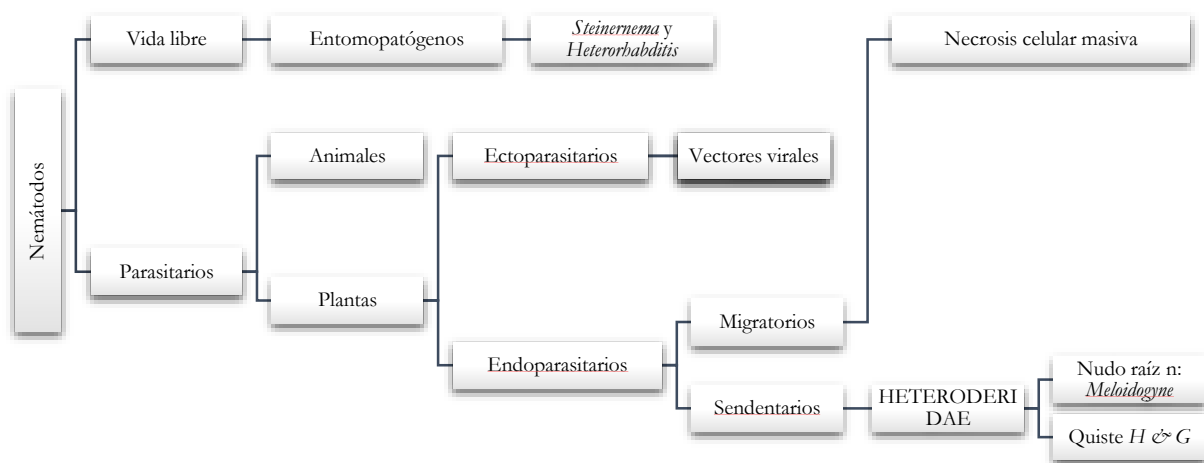 Nemátodos
Vida libre
Entomopatógenos
Steinernema y
Heterorhabditis
Parasitarios
Animales
Plantas
Ectoparasitarios
Vectores virales
Endoparasitarios
Migratorios
Necrosis celular masiva
Sendentarios
HETERODERI
DAE
Nudo raíz n:
Meloidogyne
Quiste H & G